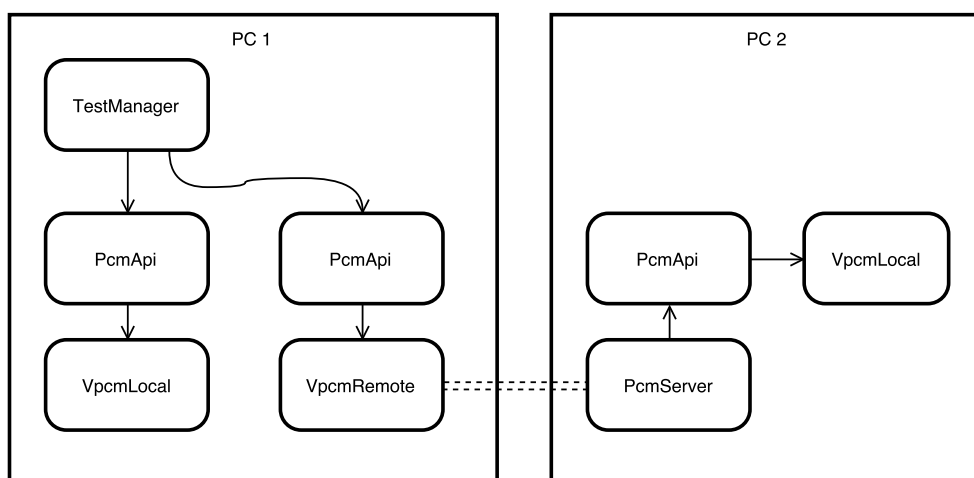 PC 1
TestManager
PcmApi
PcmApi
VpcmLocal
VpcmRemote
PC 2
PcmApi
VpcmLocal
PcmServer